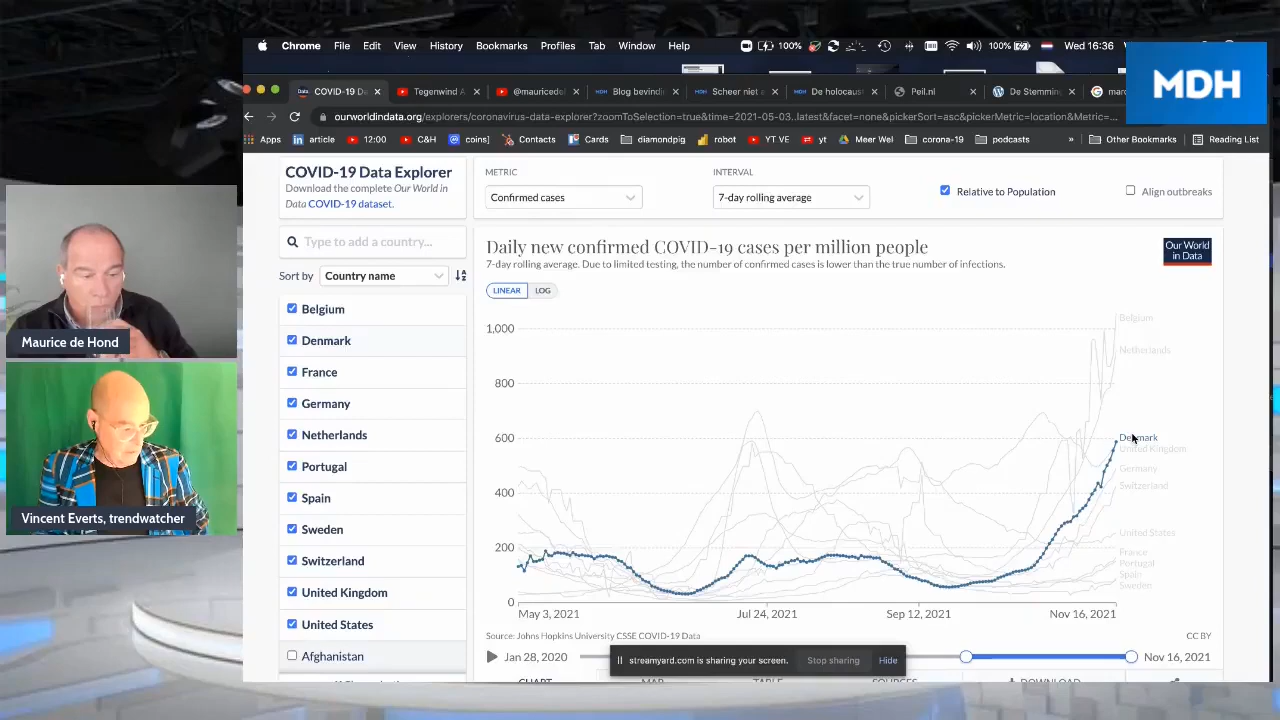 Chrome File Edit View History Bookmarks Profiles Tab Window Help 100% 100% Wed 16:36
MDH
COVID-19 D Tegenwind A @mauricedel Blog bevindi Scheer niet e De holocaust Peil.nl De Stemming
ourworldindata.org/explorers/coronavirus-data-explorer?zoomToSelection=true&time=2021-05-03..latest&facet=none&pickerSort=asc&pickerMetric=location&Metric=...
Apps article coins] C&H Contacts Cards diamondpig robot YT VE yt Meer Wel corona-19 podcasts » Other Bookmarks Reading List
COVID-19 Data Explorer
Download the complete Our World in
Data COVID-19 dataset.
METRIC
Confirmed cases
INTERVAL
7-day rolling average
Relative to Population
Align outbreaks
Type to add a country...
Sort by Country name
Belgium
Denmark
France
Germany
Netherlands
Portugal
Spain
Sweden
Switzerland
United Kingdom
United States
Afghanistan
Daily new confirmed COVID-19 cases per million people
7-day rolling average. Due to limited testing, the number of confirmed cases is lower than the true number of infections.
Our World
in Data
LINEAR LOG
1,000
800
600
400
200
0
Belgium
Netherlands
Denmark
United Kingdom
Germany
Switzerland
United States
France
Portugal
Spain
Sweden
May 3, 2021 Jul 24, 2021 Sep 12, 2021 Nov 16, 2021
Source: Johns Hopkins University CSSE COVID-19 Data
CC BY
Jan 28, 2020 Nov 16, 2021
streamyard.com is sharing your screen. Stop sharing Hide
Maurice de Hond
Vincent Everts, trendwatcher